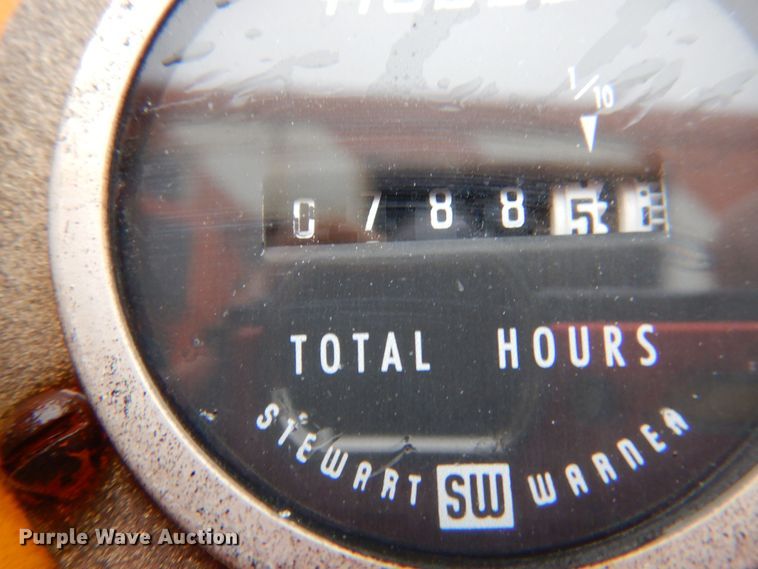 1/10
0 7 8 8 5
TOTAL HOURS
STEWART SW WARNER
Purple Wave Auction